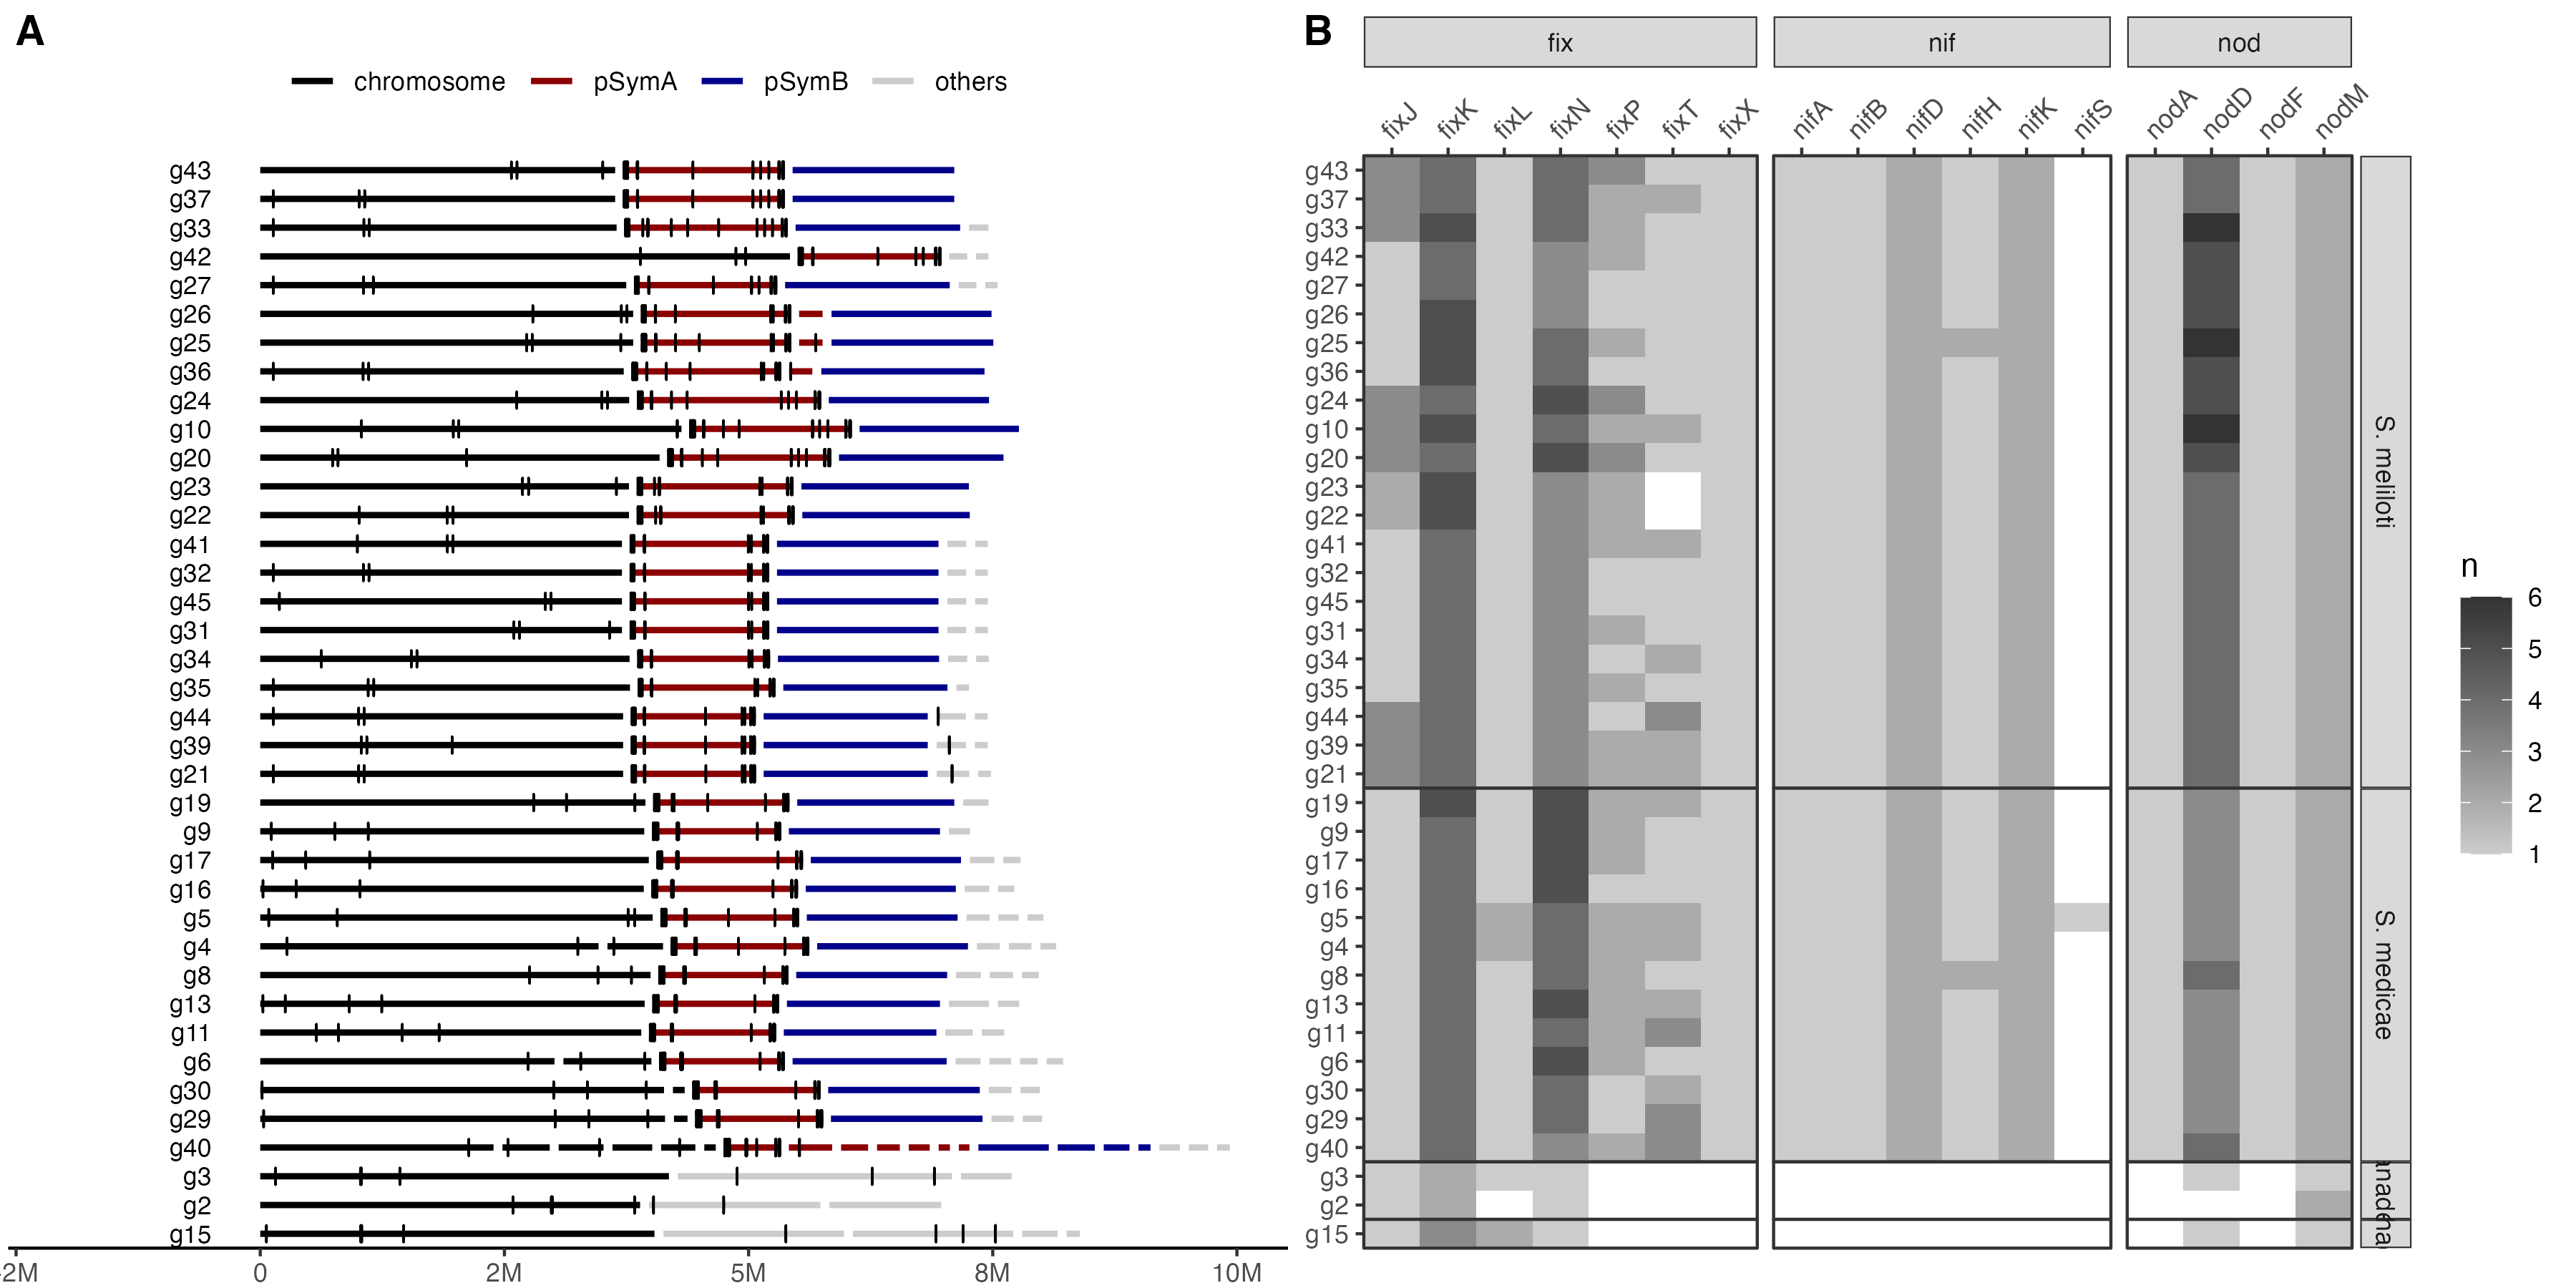 A
chromosome pSymA pSymB others
g43
g37
g33
g42
g27
g26
g25
g36
g24
g10
g20
g23
g22
g41
g32
g45
g31
g34
g35
g44
g39
g21
g19
g9
g17
g16
g5
g4
g8
g13
g11
g6
g30
g29
g40
g3
g2
g15
-2M 0 2M 5M 8M 10M
B
fix nif nod
fixJ fixK fixL fixN fixP fixT fixX nifA nifB nifD nifH nifK nifS nodA nodD nodF nodM
g43
g37
g33
g42
g27
g26
g25
g36
g24
g10
g20
g23
g22
g41
g32
g45
g31
g34
g35
g44
g39
g21
g19
g9
g17
g16
g5
g4
g8
g13
g11
g6
g30
g29
g40
g3
g2
g15
S. meliloti
S. medicae
n
6
5
4
3
2
1